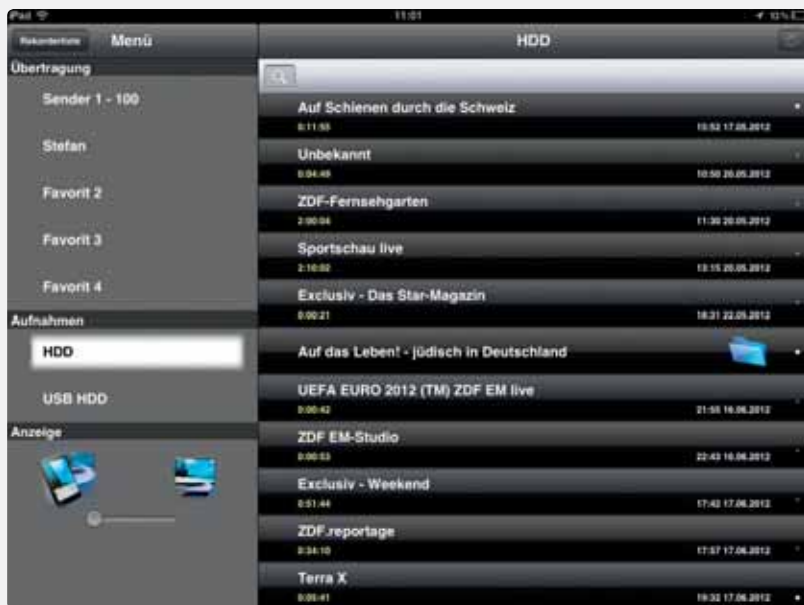 iPad
11:01
10%
Rekorderliste
Menü
HDD
Übertragung
Sender 1 - 100
Stefan
Favorit 2
Favorit 3
Favorit 4
Aufnahmen
HDD
USB HDD
Anzeige
Auf Schienen durch die Schweiz
0:11:55 15:52 17.05.2012
Unbekannt
0:04:49 10:50 20.05.2012
ZDF-Fernsehgarten
2:00:04 11:30 20.05.2012
Sportschau live
2:10:02 13:15 20.05.2012
Exclusiv - Das Star-Magazin
0:00:21 18:31 22.05.2012
Auf das Leben! - jüdisch in Deutschland
UEFA EURO 2012 (TM) ZDF EM live
0:00:42 21:55 16.06.2012
ZDF EM-Studio
0:00:53 22:43 16.06.2012
Exclusiv - Weekend
0:51:44 17:42 17.06.2012
ZDF.reportage
0:34:10 17:57 17.06.2012
Terra X
0:05:41 19:32 17.06.2012